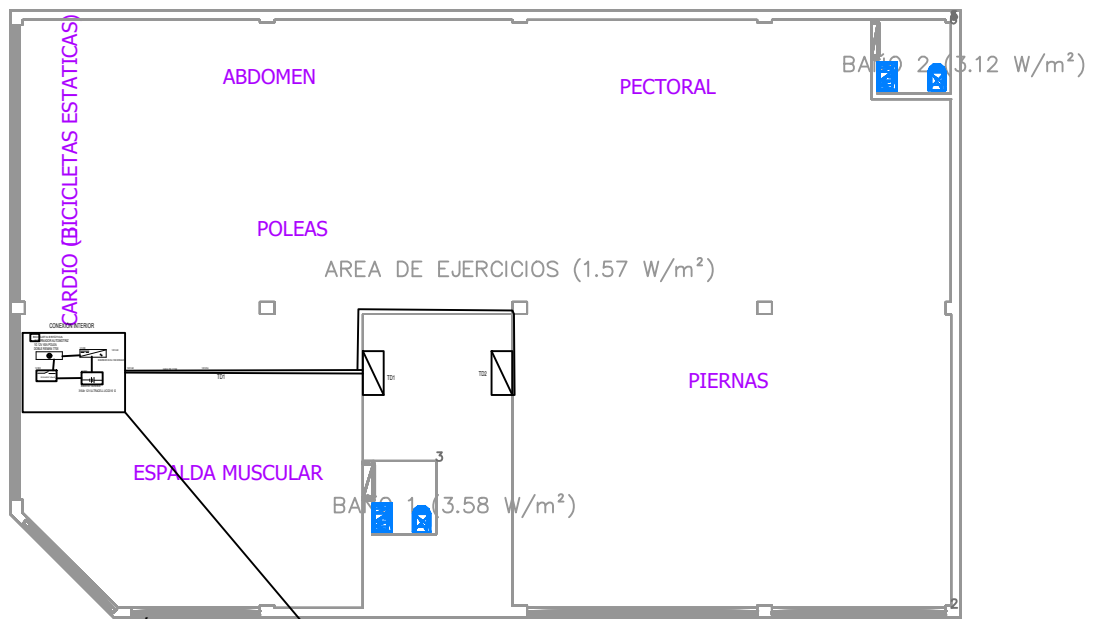 ABDOMEN
PECTORAL
BAÑO 2 (3.12 W/m²)
CARDIO (BICICLETAS ESTATICAS)
POLEAS
AREA DE EJERCICIOS (1.57 W/m²)
CONEXION INTERIOR
TD1
TD1
TD2
PIERNAS
ESPALDA MUSCULAR
3
BAÑO 1 (3.58 W/m²)
2